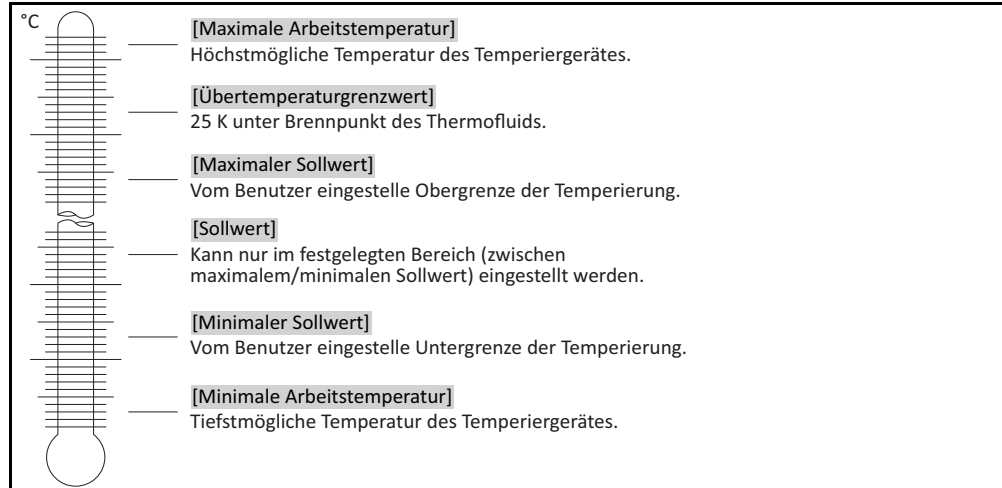 °C
[Maximale Arbeitstemperatur]
Höchstmögliche Temperatur des Temperiergerätes.
[Übertemperaturgrenzwert]
25 K unter Brennpunkt des Thermofluids.
[Maximaler Sollwert]
Vom Benutzer eingestelle Obergrenze der Temperierung.
[Sollwert]
Kann nur im festgelegten Bereich (zwischen
maximalem/minimalen Sollwert) eingestellt werden.
[Minimaler Sollwert]
Vom Benutzer eingestelle Untergrenze der Temperierung.
[Minimale Arbeitstemperatur]
Tiefstmögliche Temperatur des Temperiergerätes.